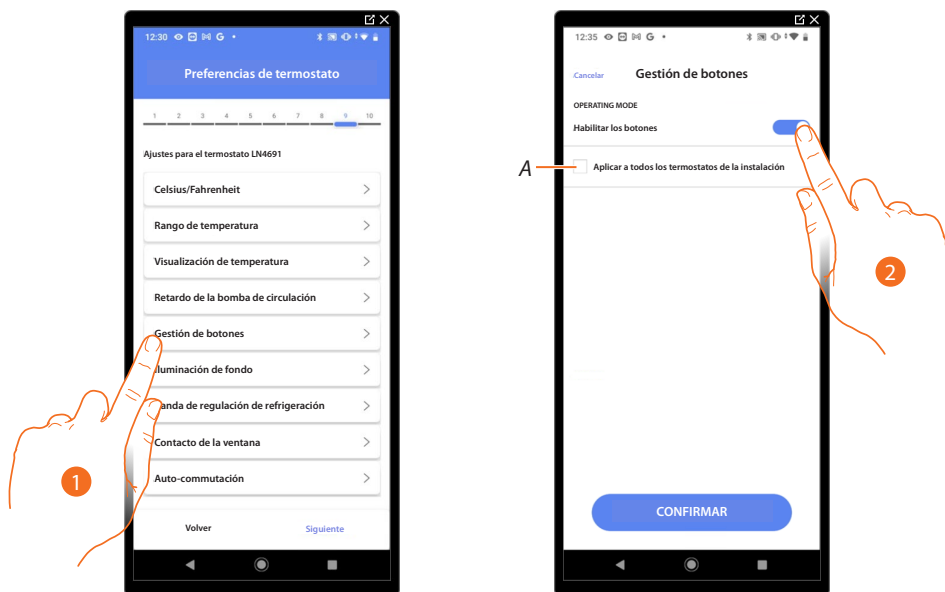 12:30 G
Preferencias de termostato
1 2 3 4 5 6 7 8 9 10
Ajustes para el termostato LN4691
Celsius/Fahrenheit
Rango de temperatura
Visualización de temperatura
Retardo de la bomba de circulación
Gestión de botones
luminación de fondo
anda de regulación de refrigeración
Contacto de la ventana
Auto-commutación
Volver Siguiente
1
12:35 G
Cancelar Gestión de botones
OPERATING MODE
Habilitar los botones
A
Aplicar a todos los termostatos de la instalación
2
CONFIRMAR